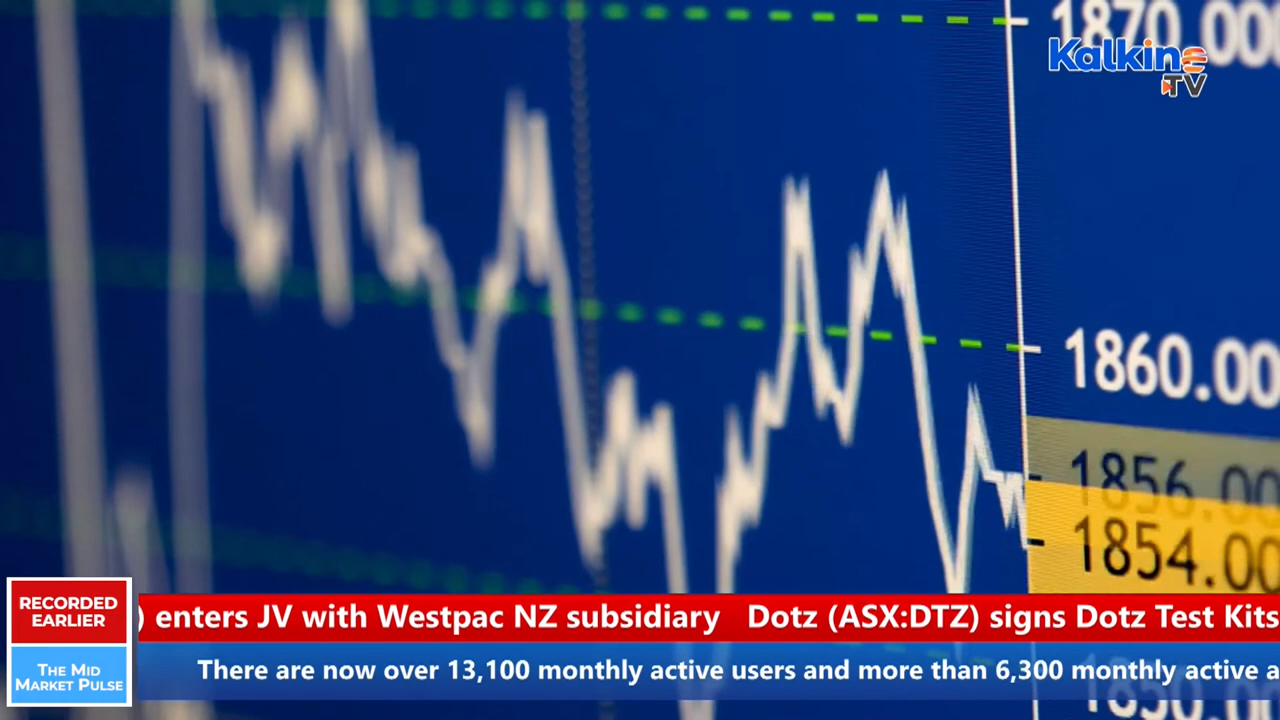 1870.000
Kalkine
TV
1860.00
1856.00
1854.00
RECORDED
EARLIER
) enters JV with Westpac NZ subsidiary Dotz (ASX:DTZ) signs Dotz Test Kits
THE MID
MARKET PULSE
There are now over 13,100 monthly active users and more than 6,300 monthly active a
1850.00